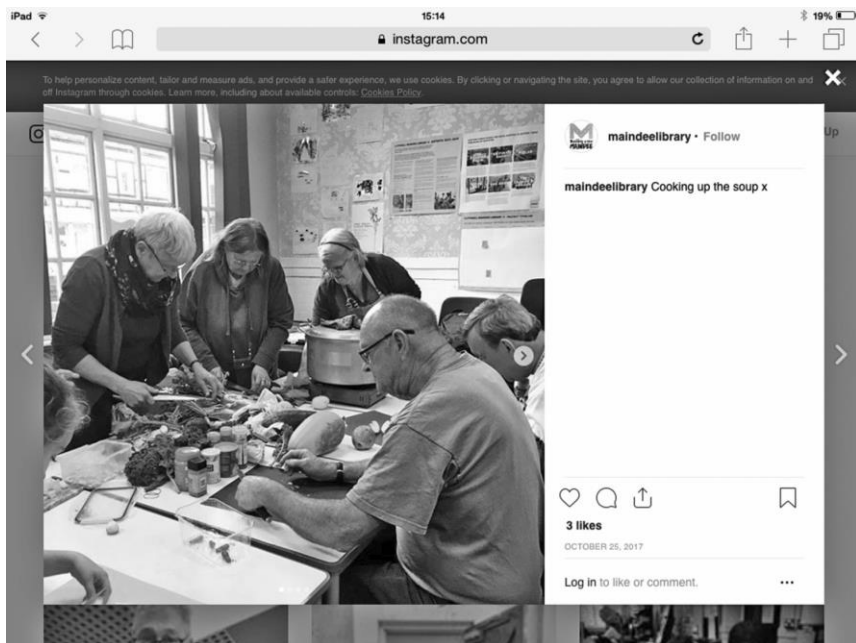 iPad
15:14
19%
instagram.com
To help personalize content, tailor and measure ads, and provide a safer experience, we use cookies. By clicking or navigating the site, you agree to allow our collection of information on and
off Instagram through cookies. Learn more, including about available controls: Cookies Policy.
Up
maindeelibrary • Follow
maindeelibrary Cooking up the soup x
3 likes
OCTOBER 25, 2017
Log in to like or comment.